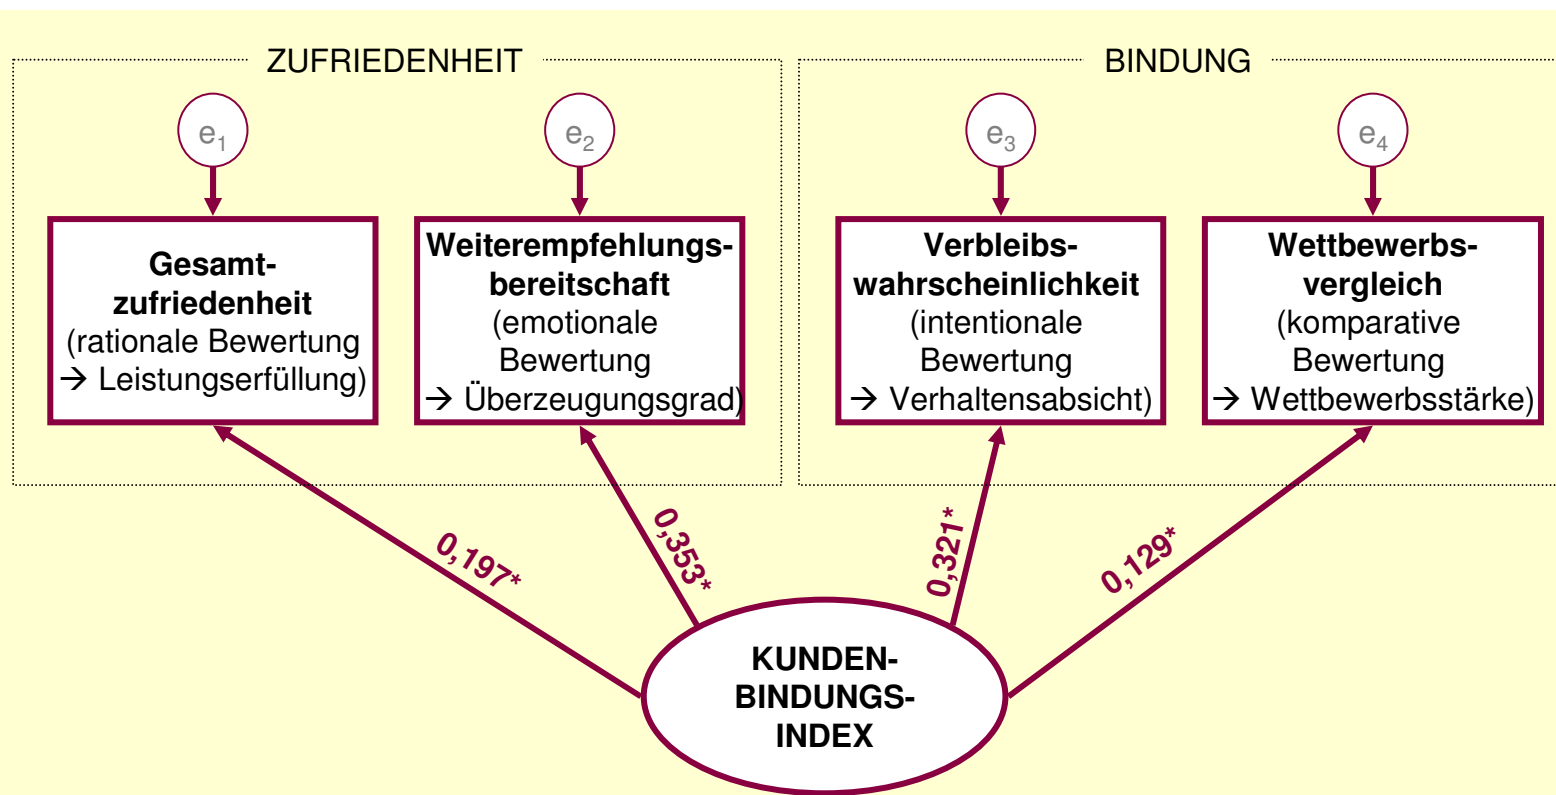 ZUFRIEDENHEIT
e1
e2
Gesamt-
zufriedenheit
(rationale Bewertung
→ Leistungserfüllung)
Weiterempfehlungs-
bereitschaft
(emotionale
Bewertung
→ Überzeugungsgrad)
BINDUNG
e3
e4
Verbleibs-
wahrscheinlichkeit
(intentionale
Bewertung
→ Verhaltensabsicht)
Wettbewerbs-
vergleich
(komparative
Bewertung
→ Wettbewerbsstärke)
0,197*
0,353*
0,321*
0,129*
KUNDEN-
BINDUNGS-
INDEX